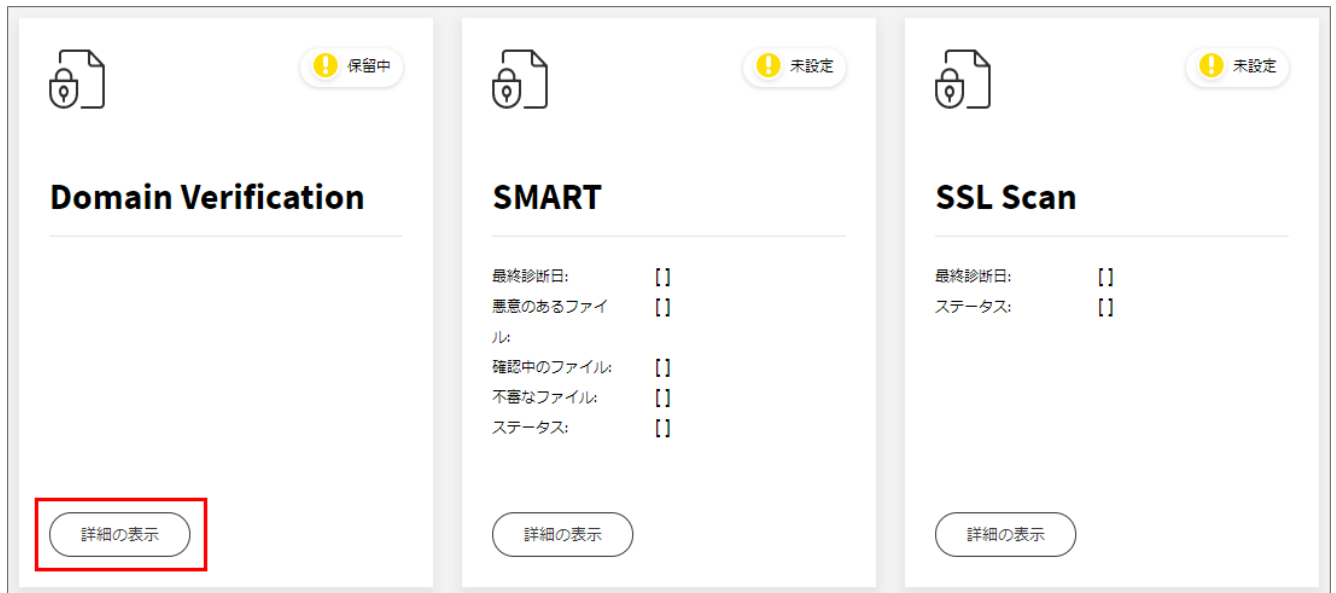 保留中
Domain Verification
詳細の表示
未設定
SMART
最終診断日: [ ]
悪意のあるファイ [ ]
ル:
確認中のファイル: [ ]
不審なファイル: [ ]
ステータス: [ ]
詳細の表示
未設定
SSL Scan
最終診断日: [ ]
ステータス: [ ]
詳細の表示